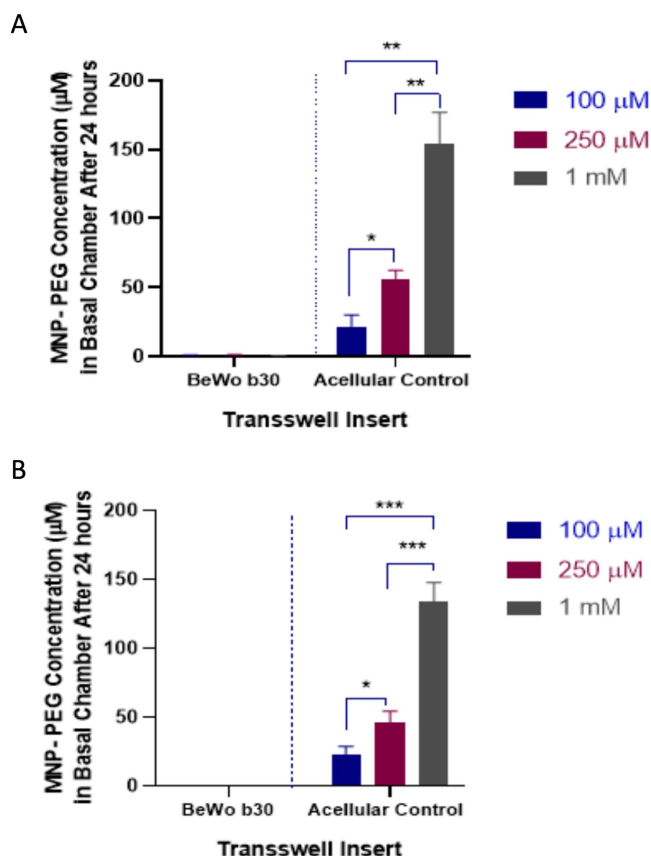 A
MNP- PEG Concentration (μM)
in Basal Chamber After 24 hours
200
150
100
50
0
**
**
*
100 μM
250 μM
1 mM
BeWo b30
Acellular Control
Transswell Insert
B
MNP- PEG Concentration (μM)
in Basal Chamber After 24 hours
200
150
100
50
0
***
***
*
100 μM
250 μM
1 mM
BeWo b30
Acellular Control
Transswell Insert